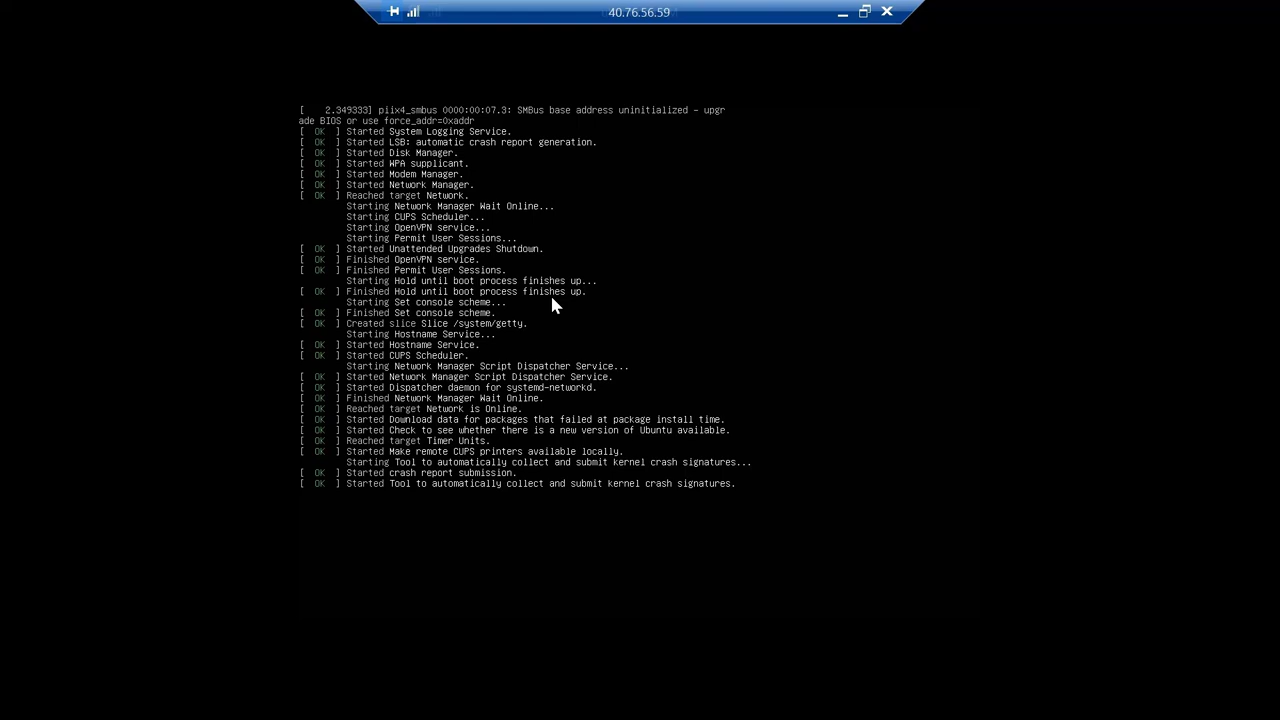 40.76.56.59
[    2.349333] piix4_smbus 0000:00:07.3: SMBus base address uninitialized - upgr
ade BIOS or use force_addr=0xaddr
[  OK  ] Started System Logging Service.
[  OK  ] Started LSB: automatic crash report generation.
[  OK  ] Started Disk Manager.
[  OK  ] Started WPA supplicant.
[  OK  ] Started Modem Manager.
[  OK  ] Started Network Manager.
[  OK  ] Reached target Network.
         Starting Network Manager Wait Online...
         Starting CUPS Scheduler...
         Starting OpenVPN service...
         Starting Permit User Sessions...
[  OK  ] Started Unattended Upgrades Shutdown.
[  OK  ] Finished OpenVPN service.
[  OK  ] Finished Permit User Sessions.
         Starting Hold until boot process finishes up...
[  OK  ] Finished Hold until boot process finishes up.
         Starting Set console scheme...
[  OK  ] Finished Set console scheme.
[  OK  ] Created slice Slice /system/getty.
         Starting Hostname Service...
[  OK  ] Started Hostname Service.
[  OK  ] Started CUPS Scheduler.
         Starting Network Manager Script Dispatcher Service...
[  OK  ] Started Network Manager Script Dispatcher Service.
[  OK  ] Started Dispatcher daemon for systemd-networkd.
[  OK  ] Finished Network Manager Wait Online.
[  OK  ] Reached target Network is Online.
[  OK  ] Started Download data for packages that failed at package install time.
[  OK  ] Started Check to see whether there is a new version of Ubuntu available.
[  OK  ] Reached target Timer Units.
[  OK  ] Started Make remote CUPS printers available locally.
         Starting Tool to automatically collect and submit kernel crash signatures...
[  OK  ] Started crash report submission.
[  OK  ] Started Tool to automatically collect and submit kernel crash signatures.